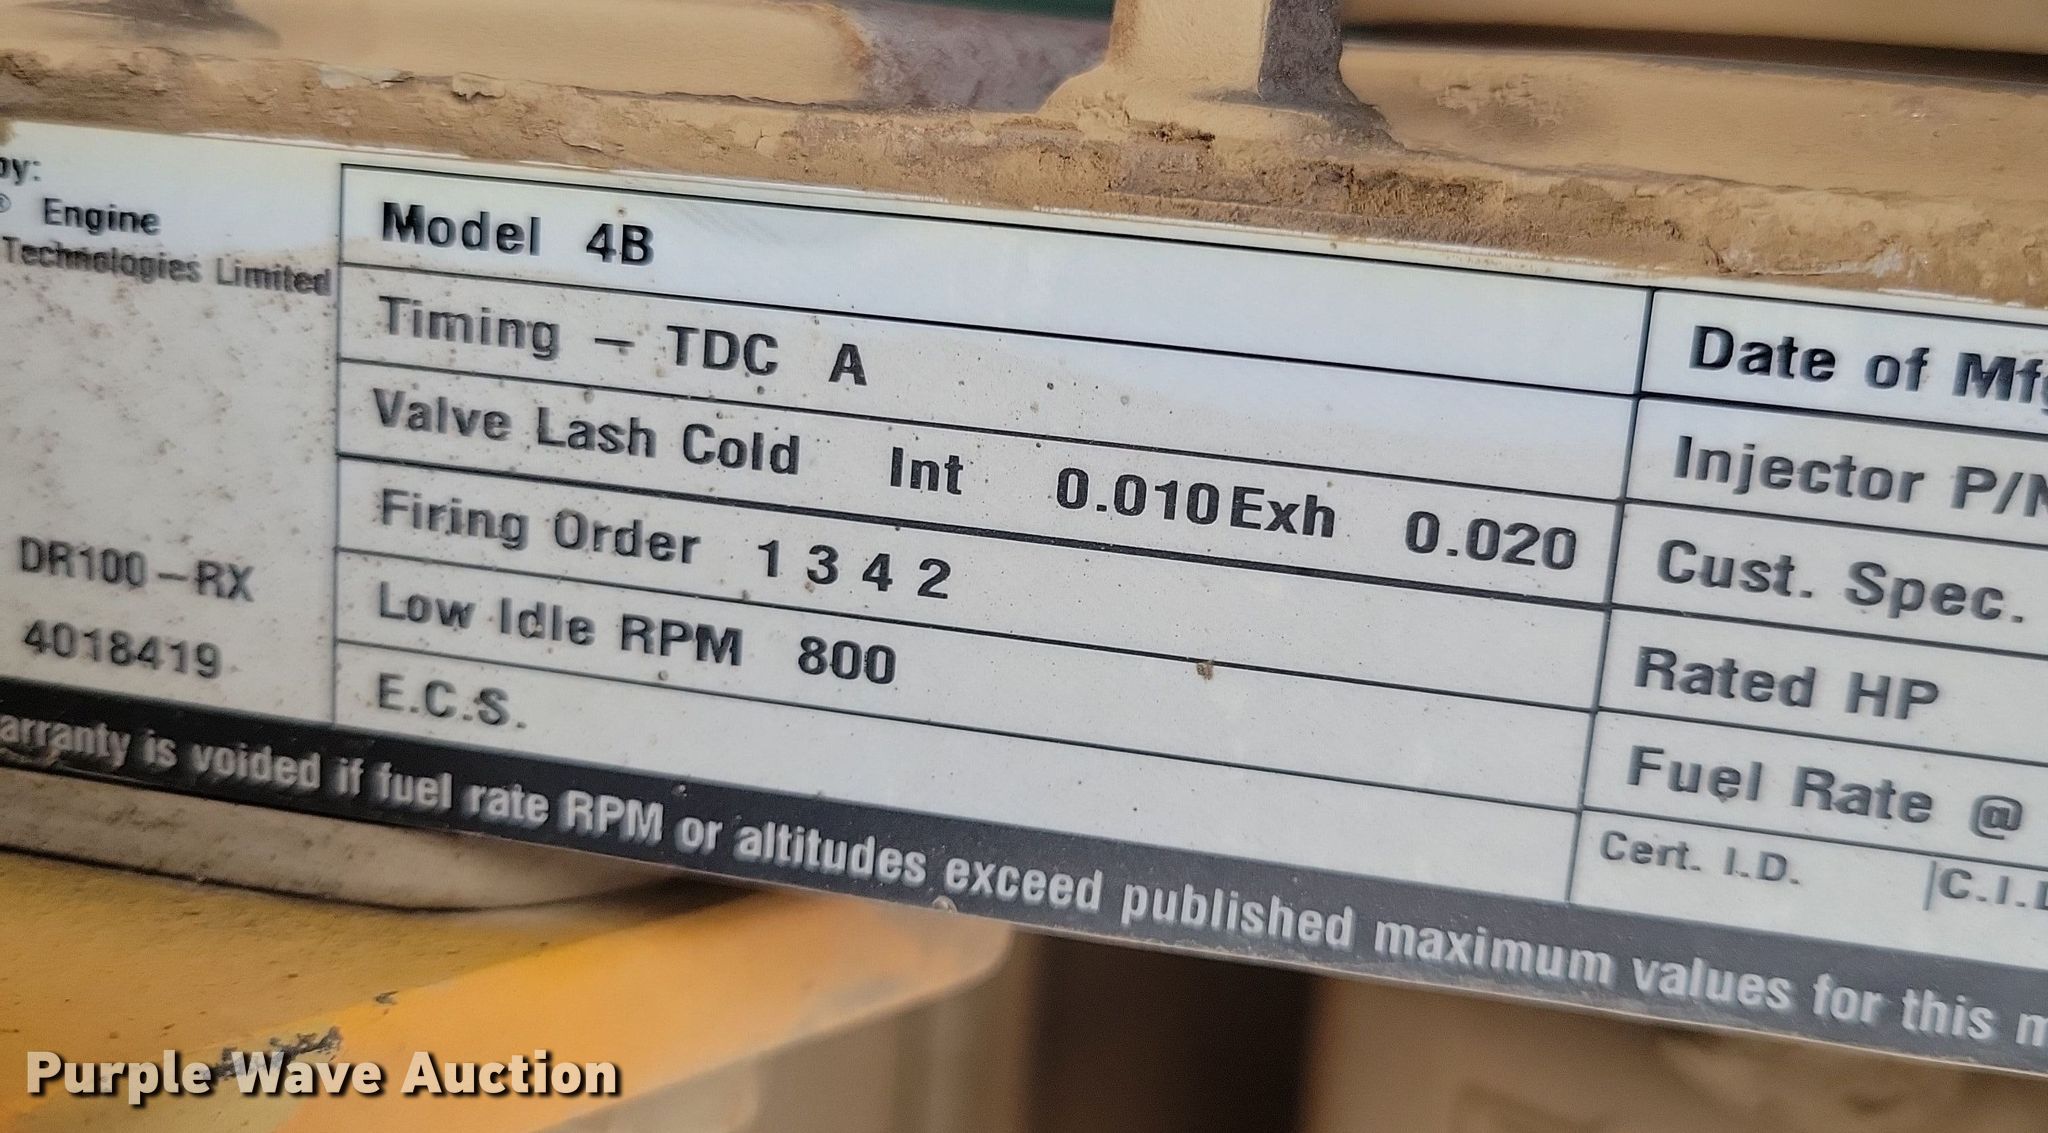 by:
® Engine
Technologies Limited
DR100-RX
4018419
Model 4B
Timing – TDC A
Valve Lash Cold Int 0.010 Exh 0.020
Firing Order 1 3 4 2
Low Idle RPM 800
E.C.S.
Date of Mfg
Injector P/N
Cust. Spec.
Rated HP
Fuel Rate @
Cert. I.D. C.I.D
arranty is voided if fuel rate RPM or altitudes exceed published maximum values for this m
Purple Wave Auction